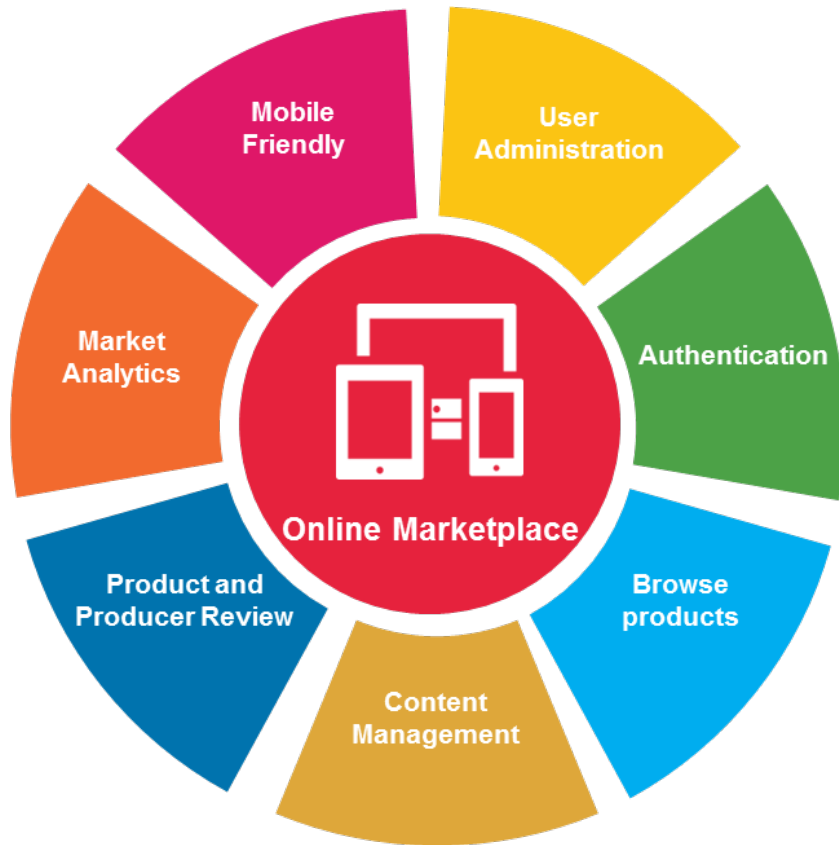 Mobile
Friendly
User
Administration
Market
Analytics
Authentication
Online Marketplace
Product and
Producer Review
Browse
products
Content
Management